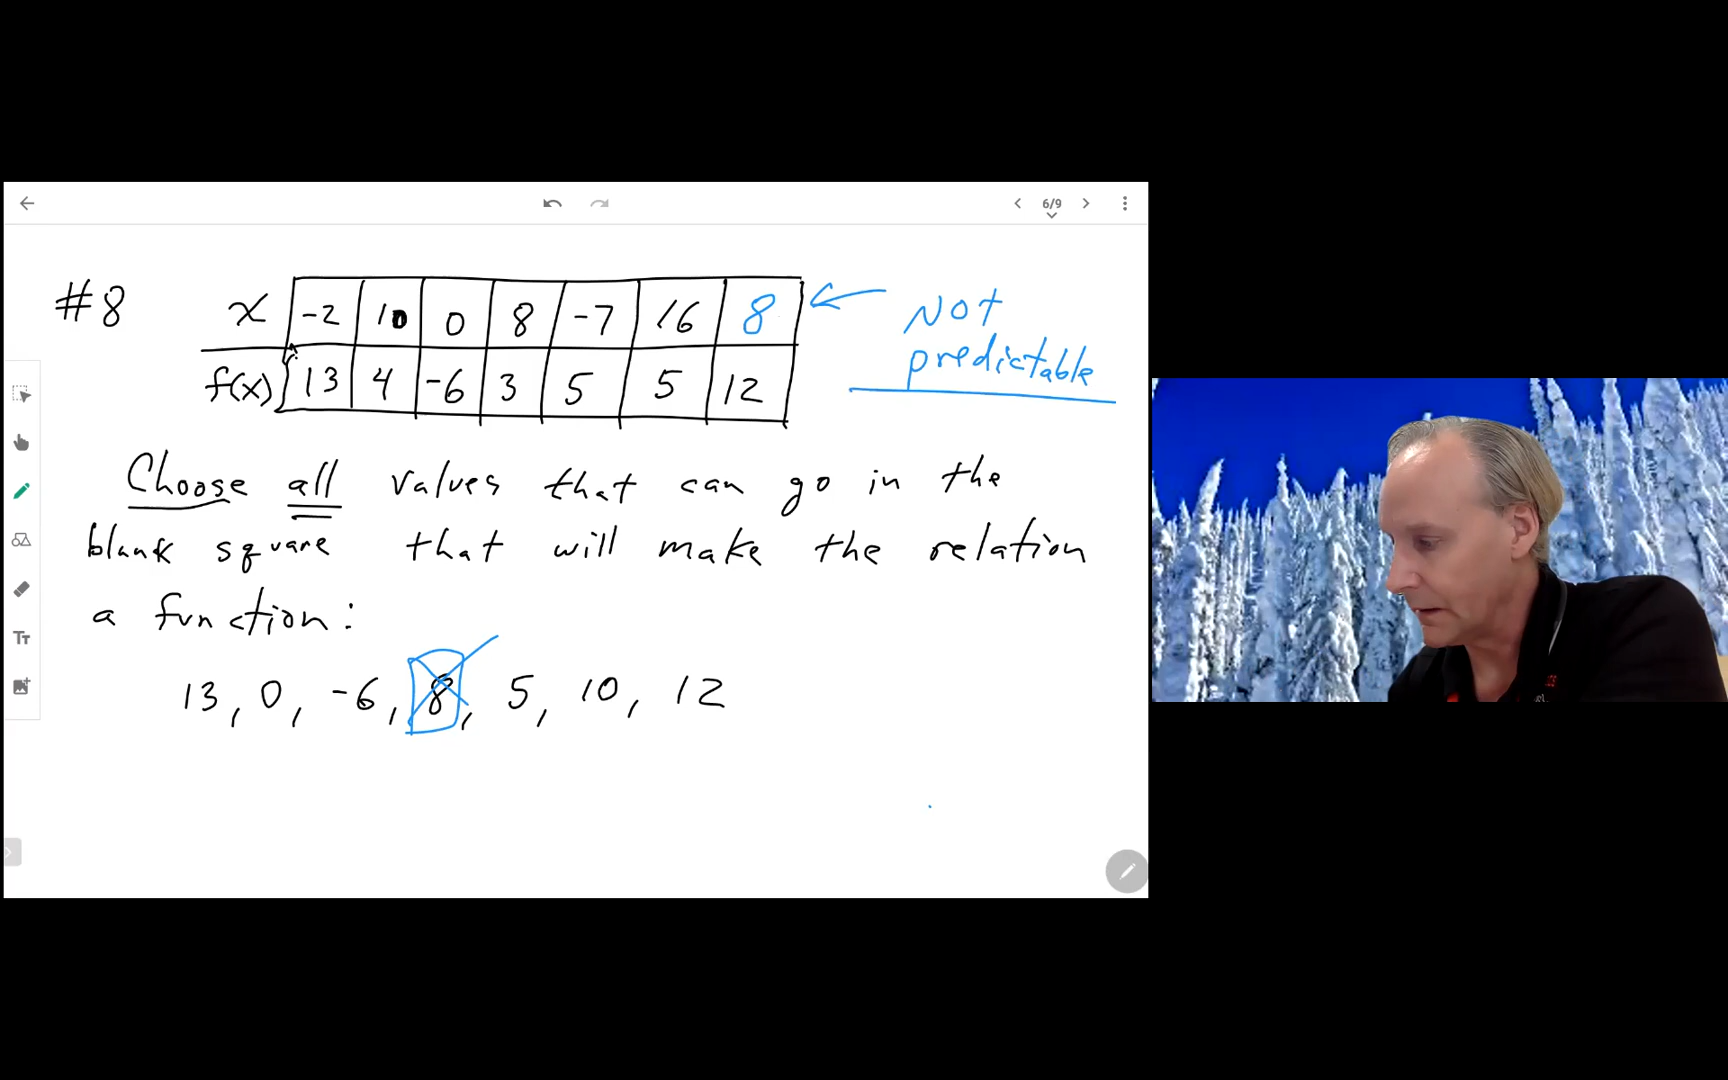 6/9
#8
x -2 10 0 8 -7 16 8
f(x) 13 4 -6 3 5 5 12
Not
predictable
Choose all values that can go in the
blank square that will make the relation
a function:
13, 0, -6, 8, 5, 10, 12
Tт